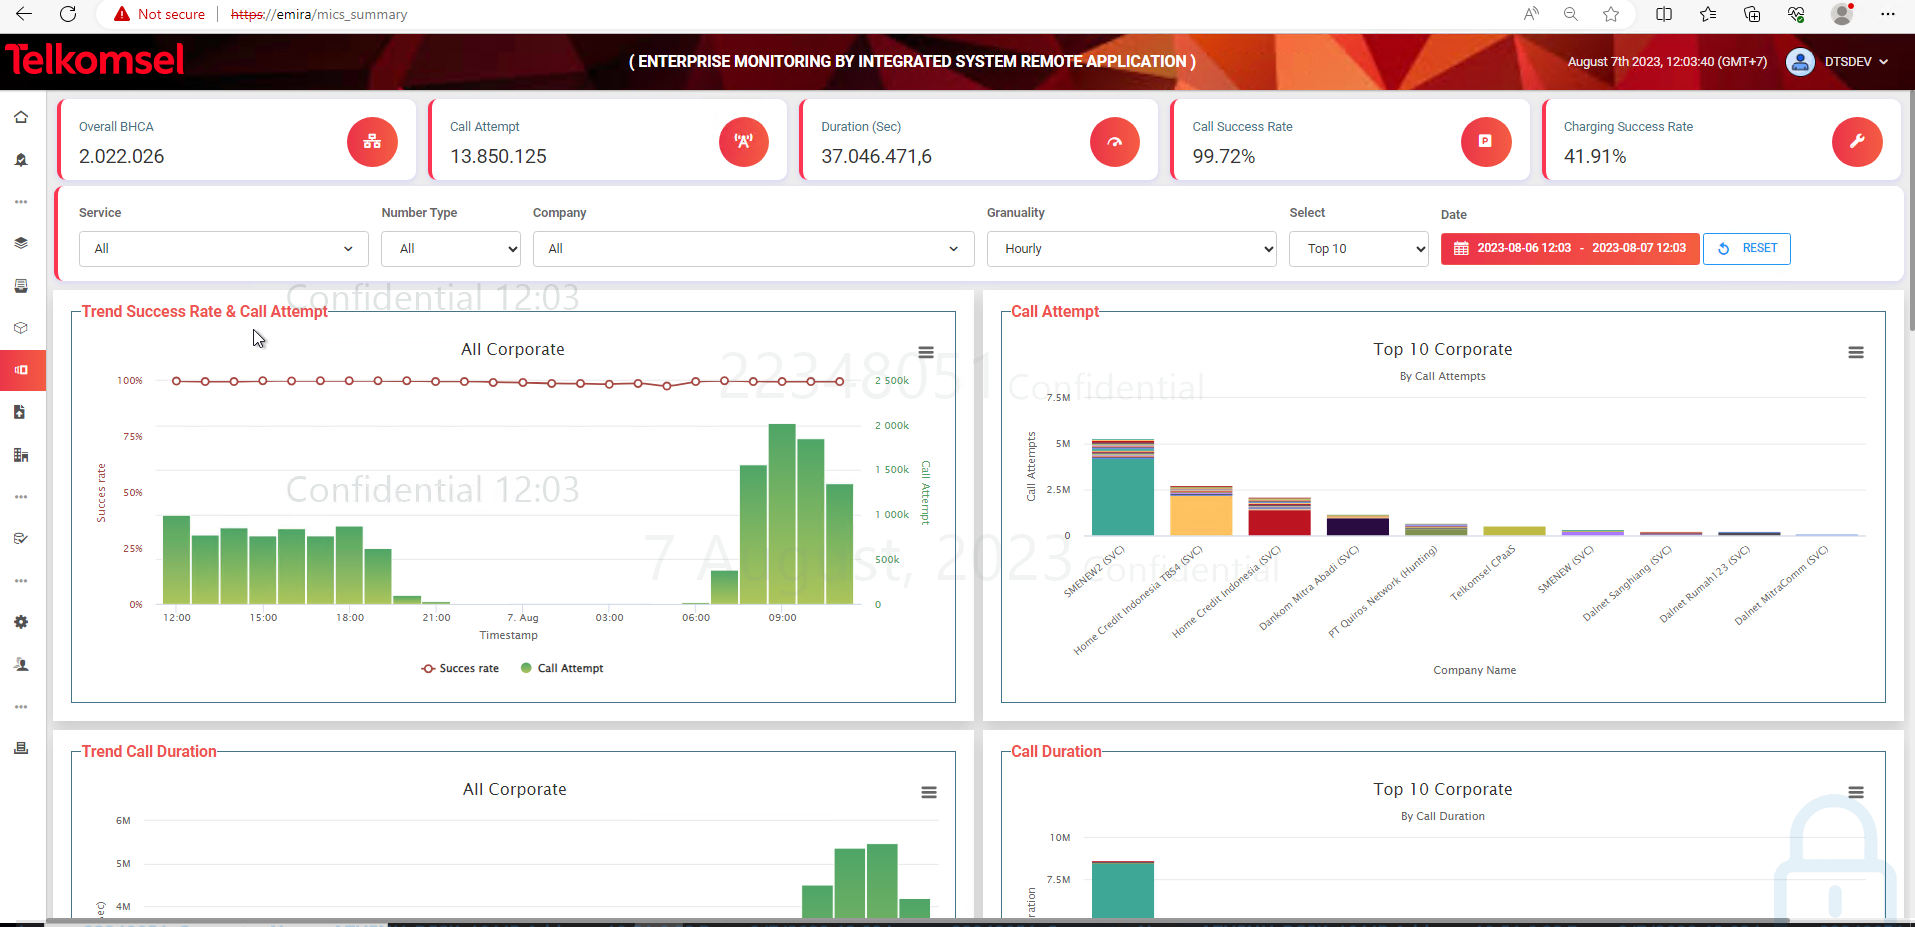 Not secure
https://emira/mics_summary
Telkomsel
( ENTERPRISE MONITORING BY INTEGRATED SYSTEM REMOTE APPLICATION )
August 7th 2023, 12:03:40 (GMT+7)
DTSDEV
Overall BHCA
2.022.026
Call Attempt
13.850.125
Duration (Sec)
37.046.471,6
Call Success Rate
99.72%
Charging Success Rate
41.91%
Service
All
Number Type
All
Company
All
Granuality
Hourly
Select
Top 10
Date
2023-08-06 12:03 - 2023-08-07 12:03
RESET
Confidential 12:03
Trend Success Rate & Call Attempt
All Corporate
100%
75%
50%
25%
0%
Succes rate
2 500k
2 000k
1 500k
1 000k
500k
0
Call Attempt
12:00
15:00
18:00
21:00
7. Aug
03:00
06:00
09:00
Timestamp
Succes rate
Call Attempt
Confidential 12:03
22348051
7 August, 2023
Call Attempt
Top 10 Corporate
By Call Attempts
Confidential
7.5M
5M
2.5M
0
Call Attempts
Confidential
SMENEW2 (SVC)
Home Credit Indonesia TBS4 (SVC)
Home Credit Indonesia (SVC)
Dankom Mitra Abadi (SVC)
PT Quiros Network (Hunting)
Telkomsel CPaaS
SMENEW (SVC)
Dalnet Sanghiang (SVC)
Dalnet Rumah123 (SVC)
Dalnet MitraComm (SVC)
Company Name
Trend Call Duration
All Corporate
6M
5M
4M
Call Duration
Top 10 Corporate
By Call Duration
10M
7.5M